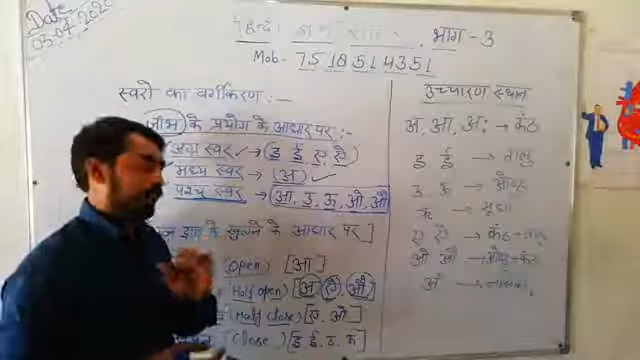 Date
03.04.2020
भाग - 3
Mob - 7518514351
स्वरो का वर्गीकरण :-
जीभ के प्रयोग के आधार पर :-
अग्र स्वर → (इ ई ए ऐ)
मध्य स्वर → (अ)
पश्च स्वर → (आ, उ, ऊ, ओ, औ)
के खुलने के आधार पर]
(Open) [आ]
(Half open) [अ, ऐ, औ]
(Half close) [ए, ओ]
(Close) [इ ई, उ, ऊ]
उच्चारण स्थान
अ, आ, अः → कंठ
इ ई → तालु
उ ऊ → ओष्ठ
→ मूर्धा
ए ऐ → कंठ - तालु
ओ औ → ओष्ठ - कंठ
अं →